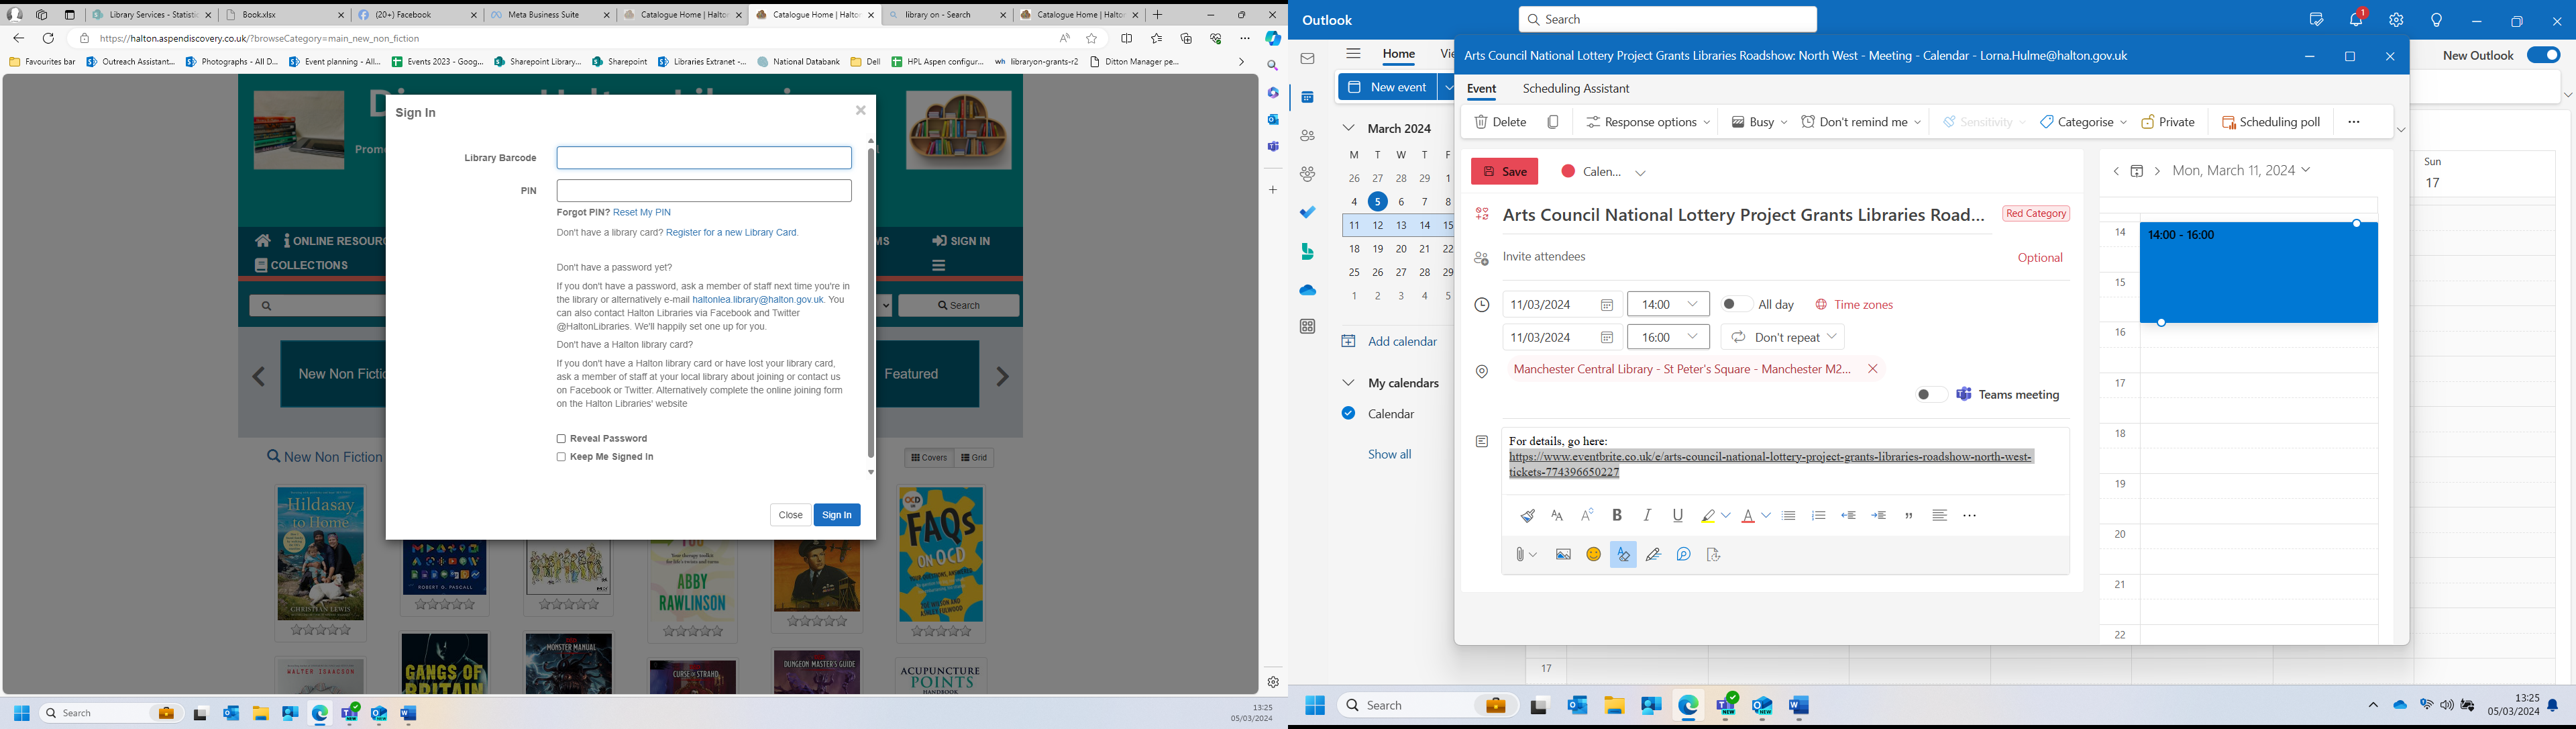 Library Services - Statistic
Book.xlsx
(20+) Facebook
Meta Business Suite
Catalogue Home | Halton
Catalogue Home | Halton
library on - Search
Catalogue Home | Halton
https://halton.aspendiscovery.co.uk/?browseCategory=main_new_non_fiction
Favourites bar
Outreach Assistant...
Photographs - All D...
Event planning - All...
Events 2023 - Goog...
Sharepoint Library...
Sharepoint
Libraries Extranet -...
National Databank
Dell
HPL Aspen configur...
libraryon-grants-r2
Ditton Manager pe...
Sign In
Library Barcode
PIN
Forgot PIN? Reset My PIN
Don't have a library card? Register for a new Library Card.
Don't have a password yet?
If you don't have a password, ask a member of staff next time you're in
the library or alternatively e-mail haltonlea.library@halton.gov.uk. You
can also contact Halton Libraries via Facebook and Twitter
@HaltonLibraries. We'll happily set one up for you.
Don't have a Halton library card?
If you don't have a Halton library card or have lost your library card,
ask a member of staff at your local library about joining or contact us
on Facebook or Twitter. Alternatively complete the online joining form
on the Halton Libraries' website
Reveal Password
Keep Me Signed In
Close
Sign In
ONLINE RESOUR
MS
SIGN IN
COLLECTIONS
Search
New Non Fictio
Featured
New Non Fiction
Covers
Grid
Hildasay
to Home
CHRISTIAN LEWIS
ROBERT G. PASCALL
Your therapy toolkit
for life's twists and turns
ABBY
RAWLINSON
OCD
FAQs
ON OCD
WALTER ISAACSON
GANGS OF
BRITAIN
MONSTER MANUAL
CURSE OF STRAHD
DUNGEON MASTER'S GUIDE
ACUPUNCTURE
POINTS
HANDBOOK
Search
13:25
05/03/2024
Outlook
Search
1
Home
Vie
New Outlook
New event
March 2024
M T W T F
26 27 28 29 1
4 5 6 7 8
11 12 13 14 15
18 19 20 21 22
25 26 27 28 29
1 2 3 4 5
Add calendar
My calendars
Calendar
Show all
Arts Council National Lottery Project Grants Libraries Roadshow: North West - Meeting - Calendar - Lorna.Hulme@halton.gov.uk
Event
Scheduling Assistant
Delete
Response options
Busy
Don't remind me
Sensitivity
Categorise
Private
Scheduling poll
Save
Calen...
Arts Council National Lottery Project Grants Libraries Road...
Red Category
Invite attendees
Optional
11/03/2024
14:00
All day
Time zones
11/03/2024
16:00
Don't repeat
Manchester Central Library - St Peter's Square - Manchester M2...
Teams meeting
For details, go here:
https://www.eventbrite.co.uk/e/arts-council-national-lottery-project-grants-libraries-roadshow-north-west-
tickets-774396650227
Mon, March 11, 2024
14
14:00 - 16:00
15
16
17
18
19
20
21
22
Sun
17
17
Search
13:25
05/03/2024